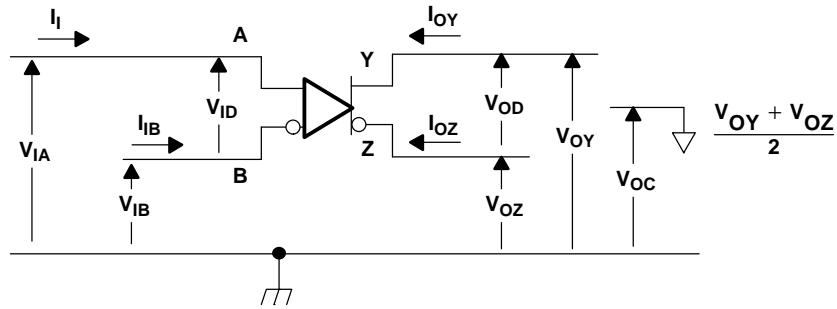 I_I
A
I_OY
Y
V_ID
I_IB
V_IA
B
V_IB
I_OZ
Z
V_OD
V_OY
V_OZ
V_OC
V_OY + V_OZ
2